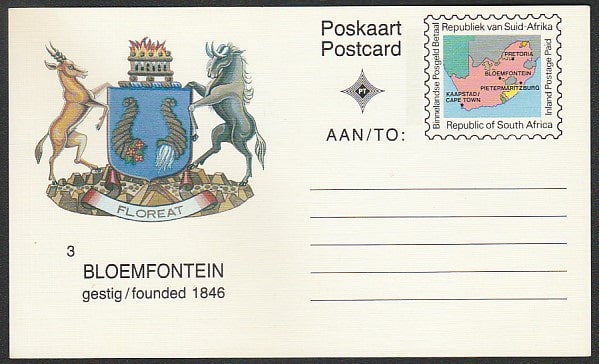 Poskaart
Postcard
PT
AAN/TO:
Republiek van Suid-Afrika
Binnelandse Posgeld Betaal
Inland Postage Paid
PRETORIA
BLOEMFONTEIN
PIETERMARITZBURG
KAAPSTAD/
CAPE TOWN
Republic of South Africa
FLOREAT
3
BLOEMFONTEIN
gestig/founded 1846